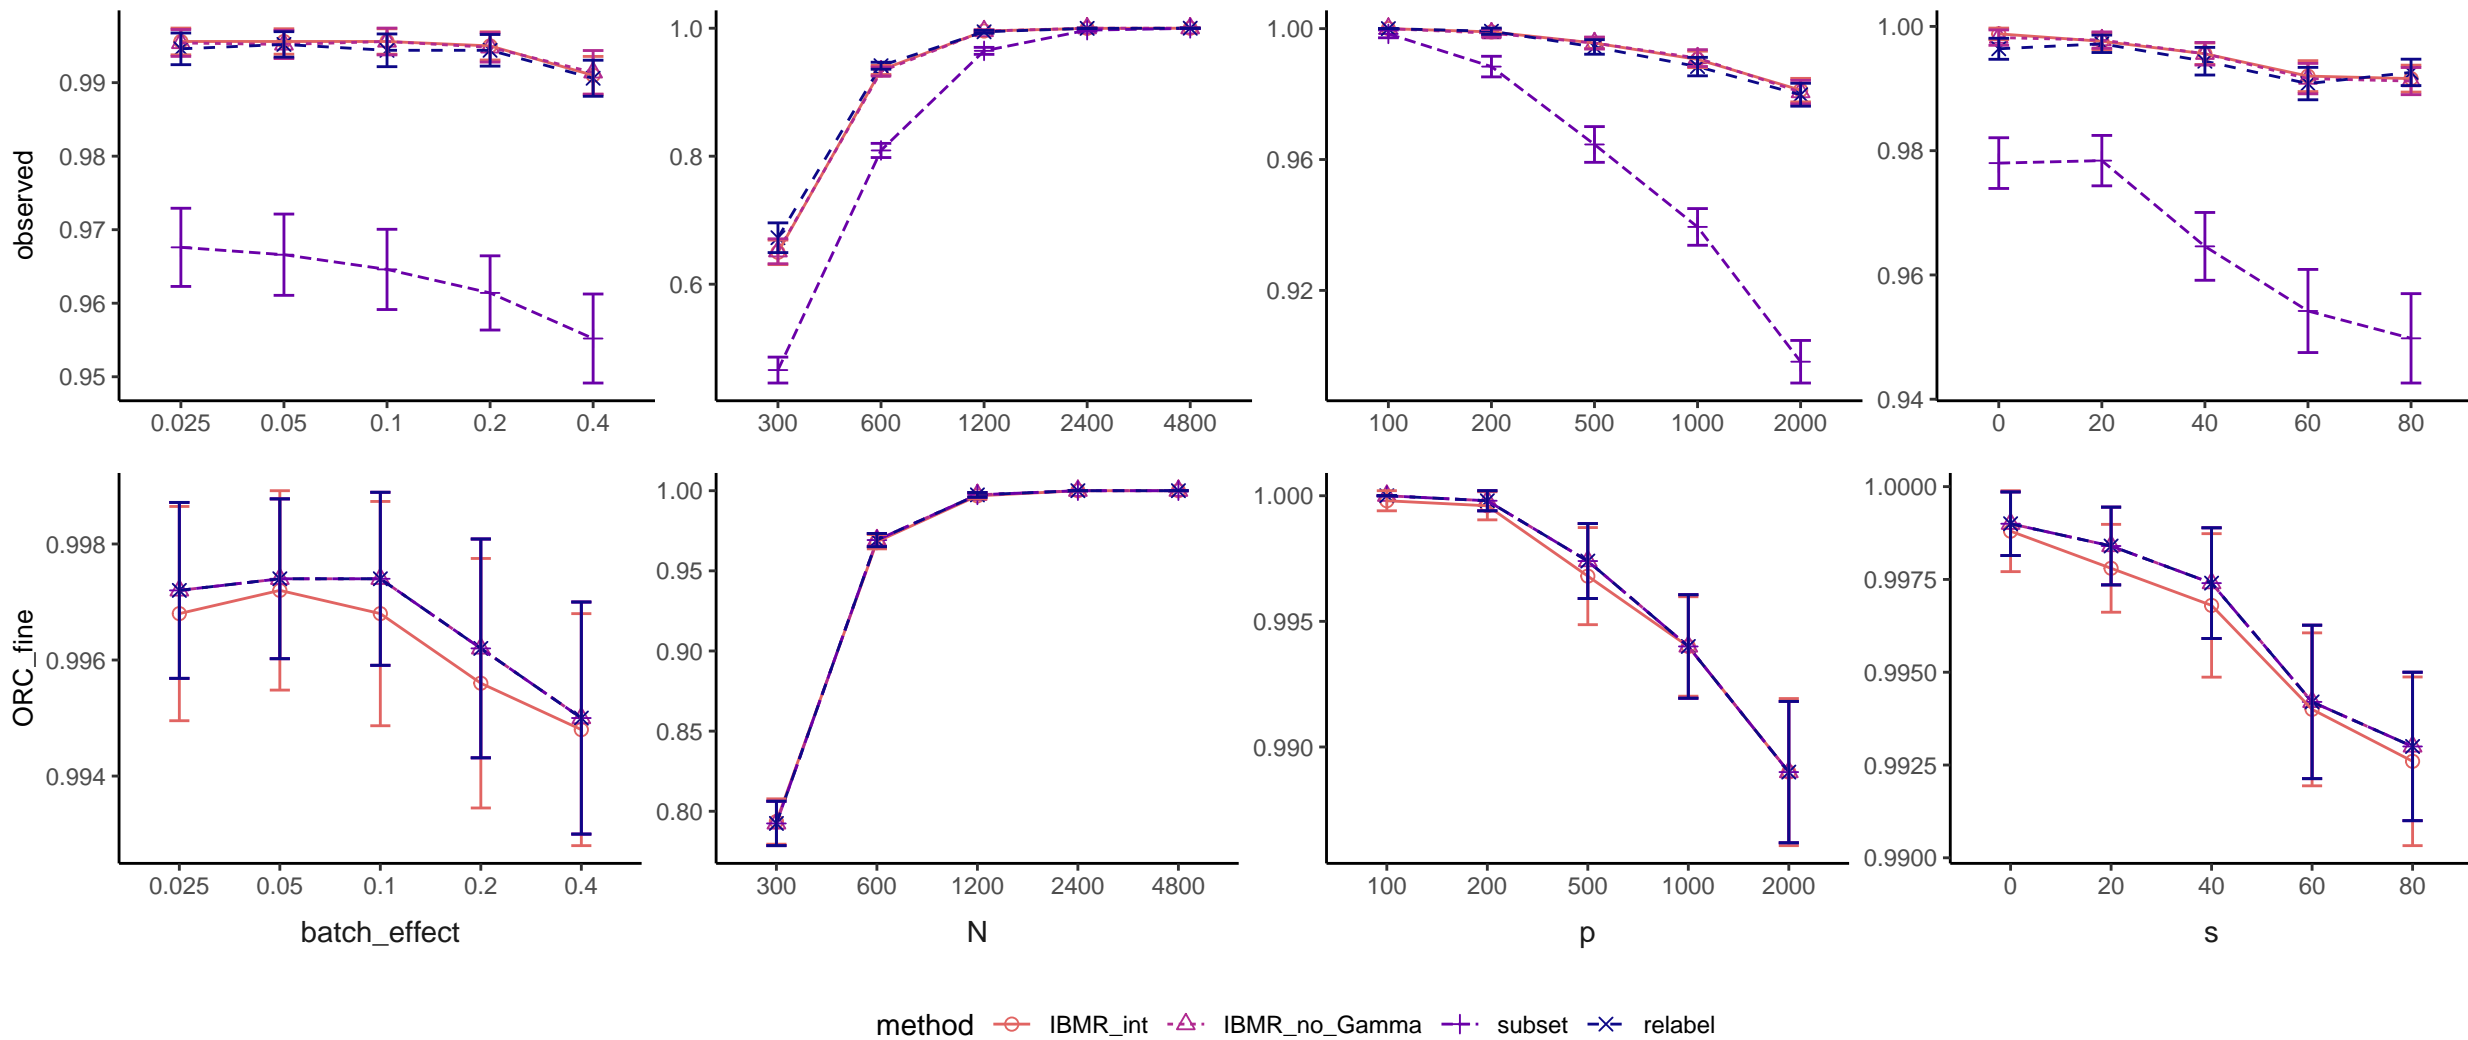 observed
0.99
0.98
0.97
0.96
0.95
0.025 0.05 0.1 0.2 0.4
1.0
0.8
0.6
300 600 1200 2400 4800
1.00
0.96
0.92
100 200 500 1000 2000
1.00
0.98
0.96
0.94
0 20 40 60 80
ORC_fine
0.998
0.996
0.994
0.025 0.05 0.1 0.2 0.4
batch_effect
1.00
0.95
0.90
0.85
0.80
300 600 1200 2400 4800
N
1.000
0.995
0.990
100 200 500 1000 2000
p
1.0000
0.9975
0.9950
0.9925
0.9900
0 20 40 60 80
s
method IBMR_int IBMR_no_Gamma subset relabel